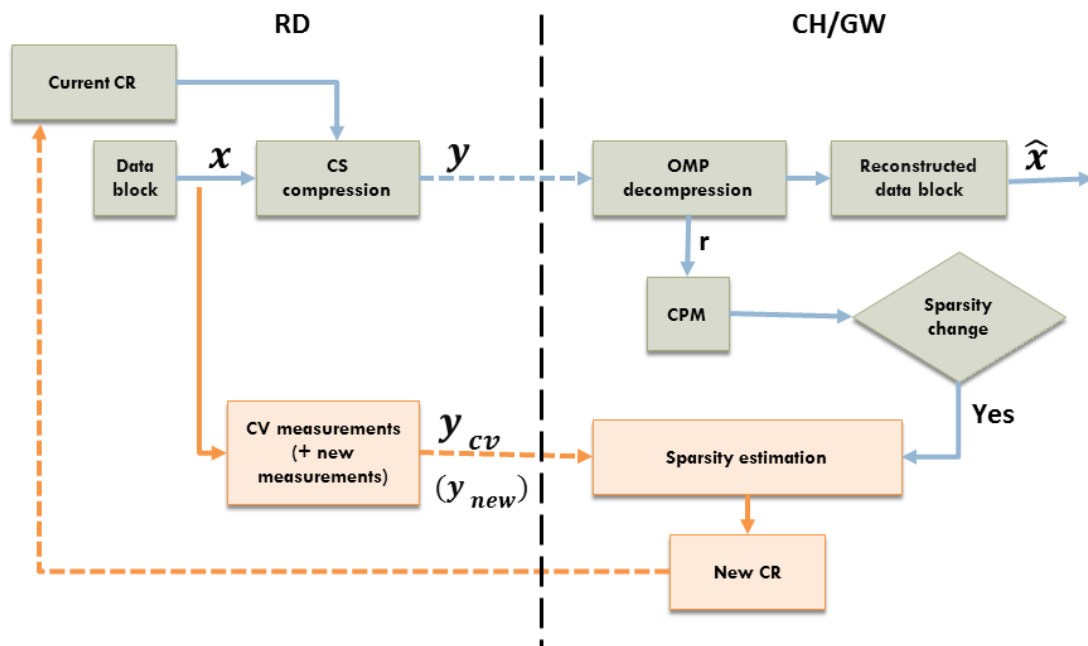 RD
CH/GW
Current CR
Data
block
x
CS
compression
y
OMP
decompression
Reconstructed
data block
x̂
r
CPM
Sparsity
change
Yes
CV measurements
(+ new
measurements)
y cv
(y new)
Sparsity estimation
New CR